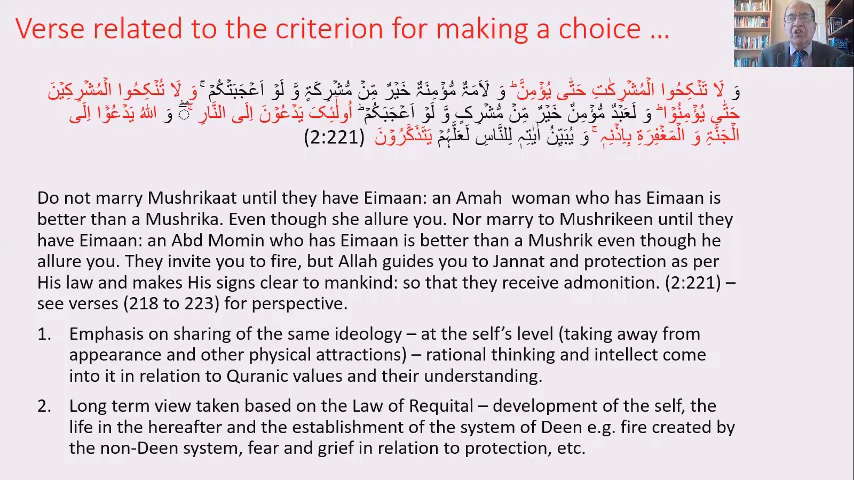 Verse related to the criterion for making a choice …
وَ لَا تَنْكِحُوا الْمُشْرِكٰتِ حَتّٰى يُؤْمِنَّ ؕ وَ لَاَمَةٌ مُّؤْمِنَةٌ خَيْرٌ مِّنْ مُّشْرِكَةٍ وَّ لَوْ اَعْجَبَتْكُمْ ۚ وَ لَا تُنْكِحُوا الْمُشْرِكِيْنَ
حَتّٰى يُؤْمِنُوْا ؕ وَ لَعَبْدٌ مُّؤْمِنٌ خَيْرٌ مِّنْ مُّشْرِكٍ وَّ لَوْ اَعْجَبَكُمْ ؕ اُولٰٓئِكَ يَدْعُوْنَ اِلَى النَّارِ ۖۚ وَ اللّٰهُ يَدْعُوْۤا اِلَى
الْجَنَّةِ وَ الْمَغْفِرَةِ بِاِذْنِهٖ ۚ وَ يُبَيِّنُ اٰيٰتِهٖ لِلنَّاسِ لَعَلَّهُمْ يَتَذَكَّرُوْنَ (2:221)
Do not marry Mushrikaat until they have Eimaan: an Amah woman who has Eimaan is
better than a Mushrika. Even though she allure you. Nor marry to Mushrikeen until they
have Eimaan: an Abd Momin who has Eimaan is better than a Mushrik even though he
allure you. They invite you to fire, but Allah guides you to Jannat and protection as per
His law and makes His signs clear to mankind: so that they receive admonition. (2:221) –
see verses (218 to 223) for perspective.
1. Emphasis on sharing of the same ideology – at the self's level (taking away from
appearance and other physical attractions) – rational thinking and intellect come
into it in relation to Quranic values and their understanding.
2. Long term view taken based on the Law of Requital – development of the self, the
life in the hereafter and the establishment of the system of Deen e.g. fire created by
the non-Deen system, fear and grief in relation to protection, etc.